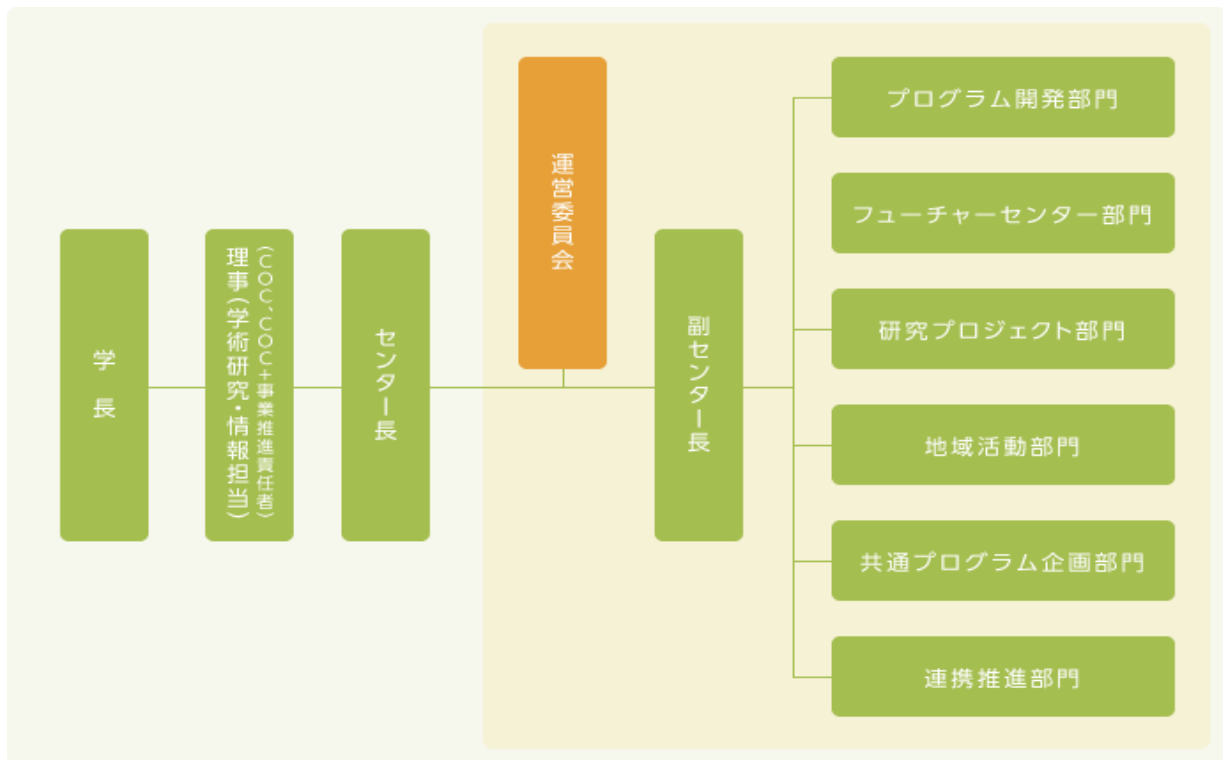 学長
理事(学術研究・情報担当)
(COC、COC+事業推進責任者)
センター長
運営委員会
副センター長
プログラム開発部門
フューチャーセンター部門
研究プロジェクト部門
地域活動部門
共通プログラム企画部門
連携推進部門